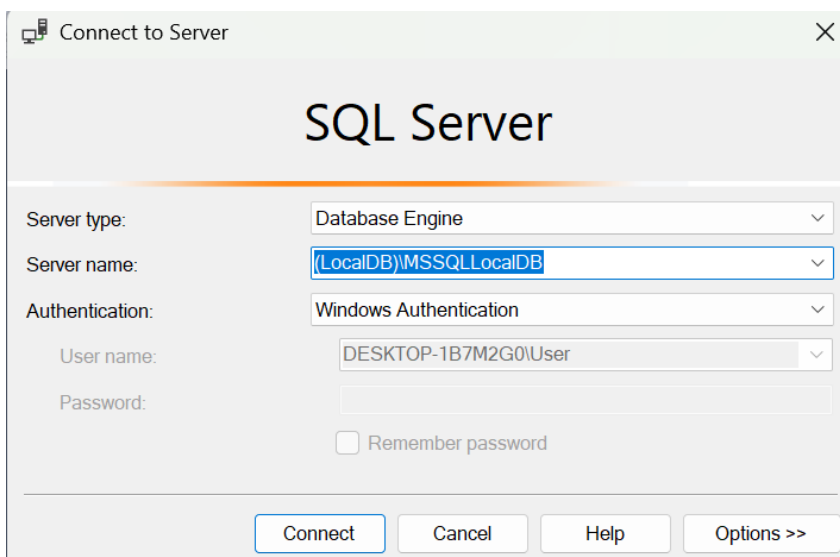 Connect to Server
SQL Server
Server type: Database Engine
Server name: (LocalDB)\MSSQLLocalDB
Authentication: Windows Authentication
User name: DESKTOP-1B7M2G0\User
Password:
Remember password
Connect Cancel Help Options >>